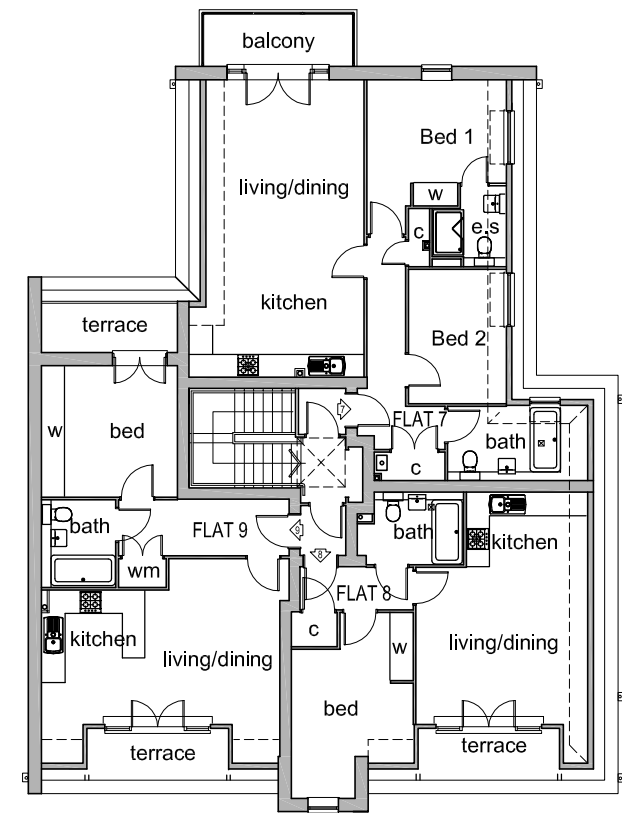 balcony
Bed 1
living/dining
w
c
e.s
kitchen
terrace
Bed 2
7
FLAT 7
w
bed
bath
c
bath
FLAT 9
9
bath
kitchen
8
wm
FLAT 8
c
kitchen
living/dining
w
living/dining
bed
terrace
terrace